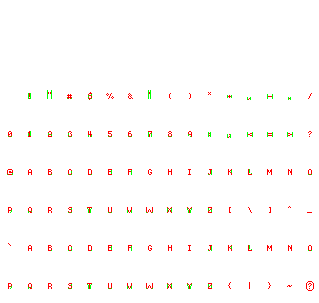 ! " # $ % & ' ( ) * + , - . /
0 1 2 3 4 5 6 7 8 9 : ; < = > ?
@ A B C D E F G H I J K L M N O
P Q R S T U V W X Y Z [ \ ] ^ _
` A B C D E F G H I J K L M N O
P Q R S T U V W X Y Z { | } ~ ?